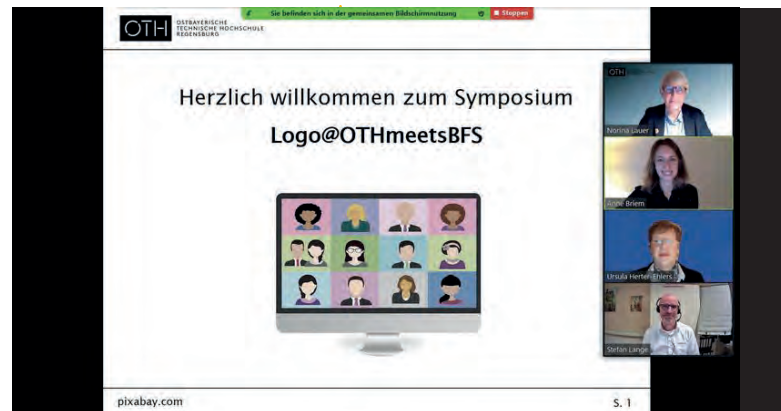 Sie befinden sich in der gemeinsamen Bildschirmnutzung
Stoppen
OTH
OSTBAYERISCHE
TECHNISCHE HOCHSCHULE
REGENSBURG
Herzlich willkommen zum Symposium
Logo@OTHmeetsBFS
OTH
Norina Lauer
Anne Briem
Ursula Herter-Ehlers
Stefan Lange
pixabay.com
S. 1